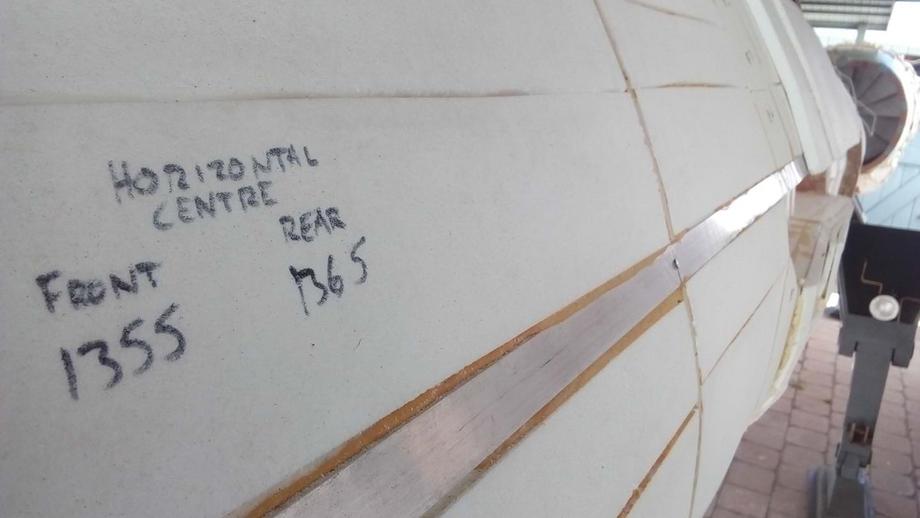 HORIZONTAL
CENTRE
FRONT
REAR
1355
1365